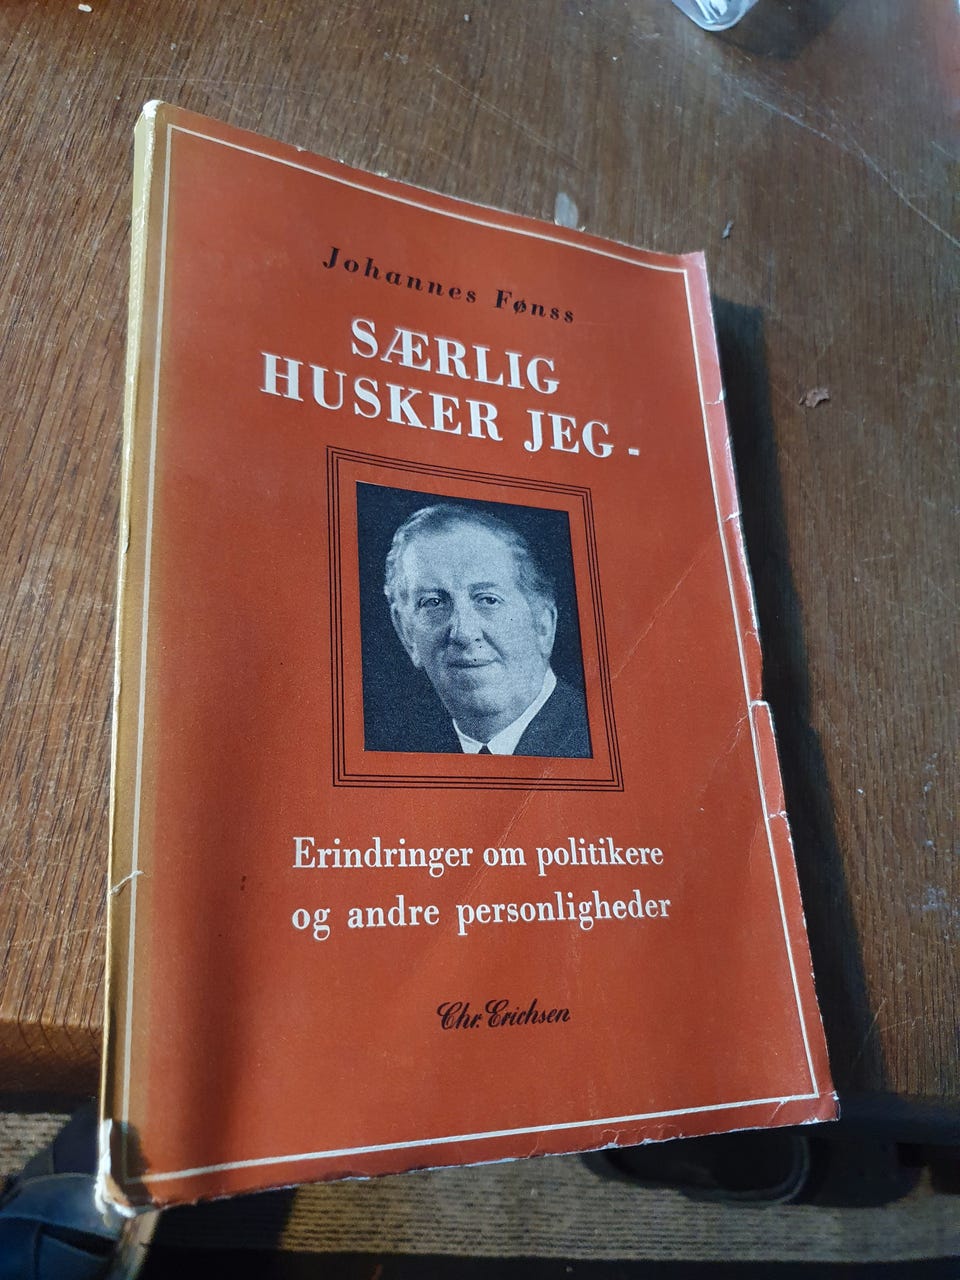 Johannes Fønss
SÆRLIG
HUSKER JEG -
Erindringer om politikere
og andre personligheder
Chr. Erichsen